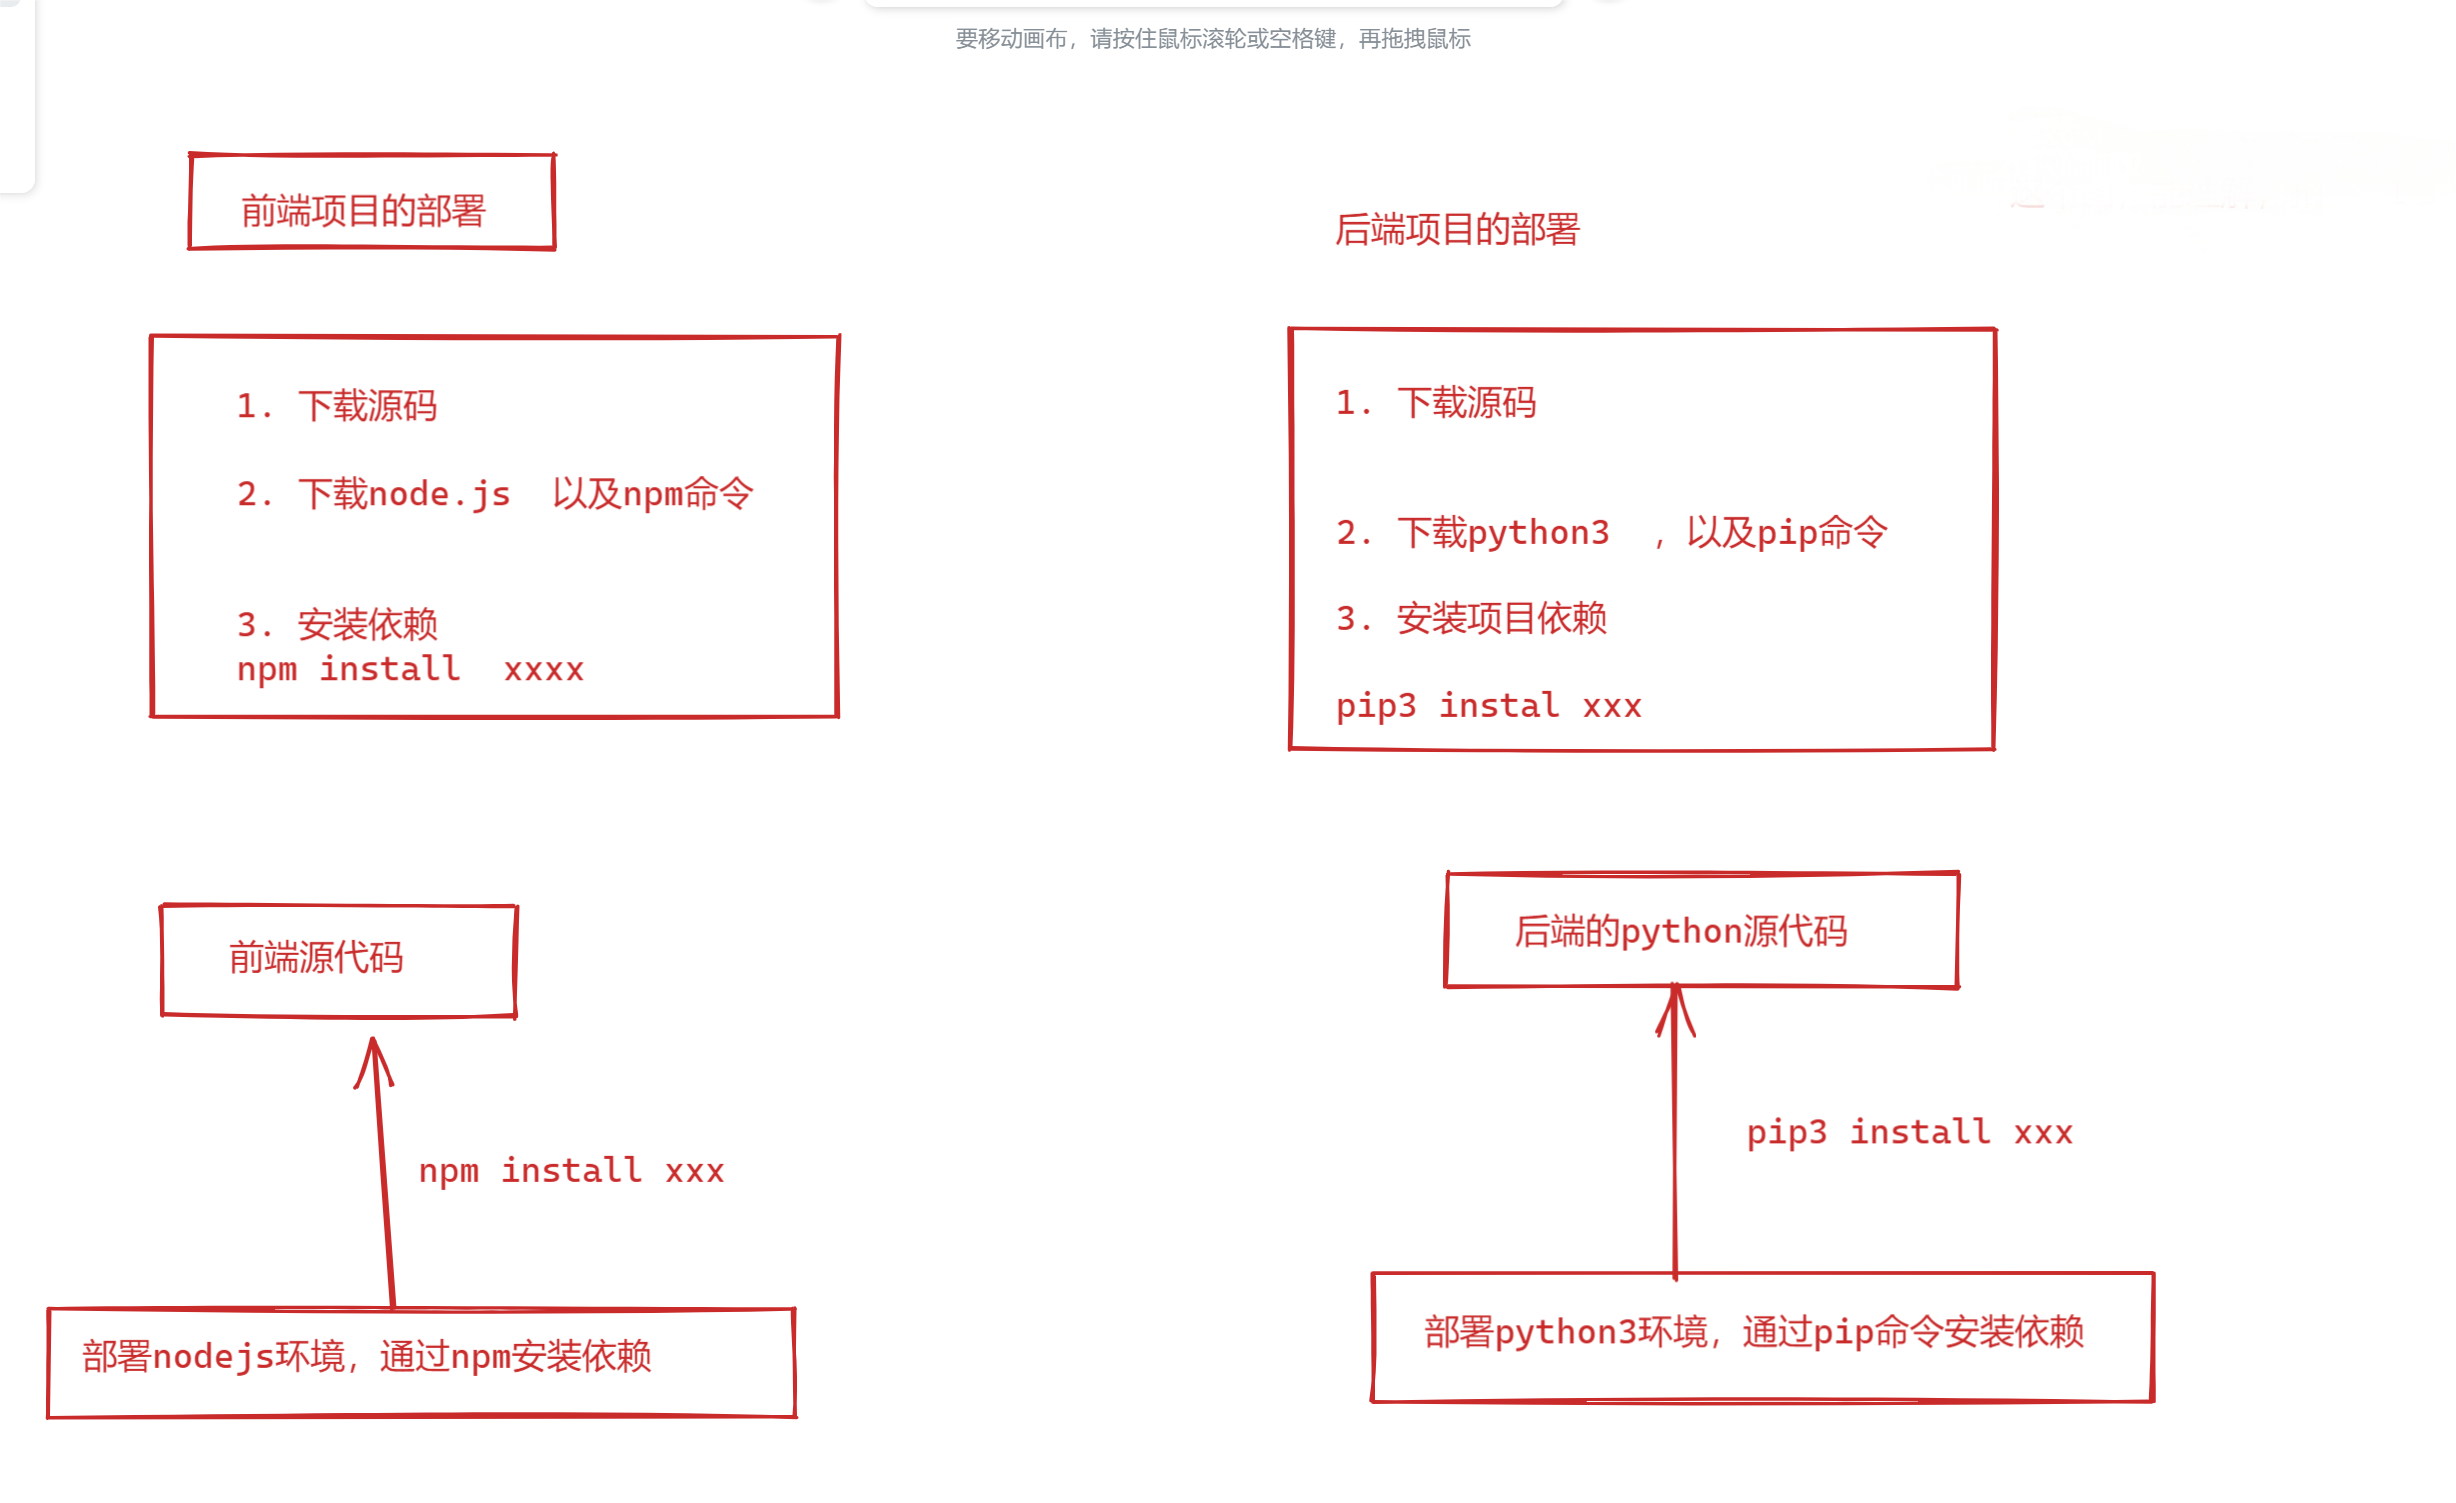 要移动画布，请按住鼠标滚轮或空格键，再拖拽鼠标
前端项目的部署
1. 下载源码
2. 下载node.js  以及npm命令
3. 安装依赖
npm install  xxxx
前端源代码
npm install xxx
部署nodejs环境，通过npm安装依赖
后端项目的部署
1. 下载源码
2. 下载python3  ，以及pip命令
3. 安装项目依赖
pip3 instal xxx
后端的python源代码
pip3 install xxx
部署python3环境，通过pip命令安装依赖